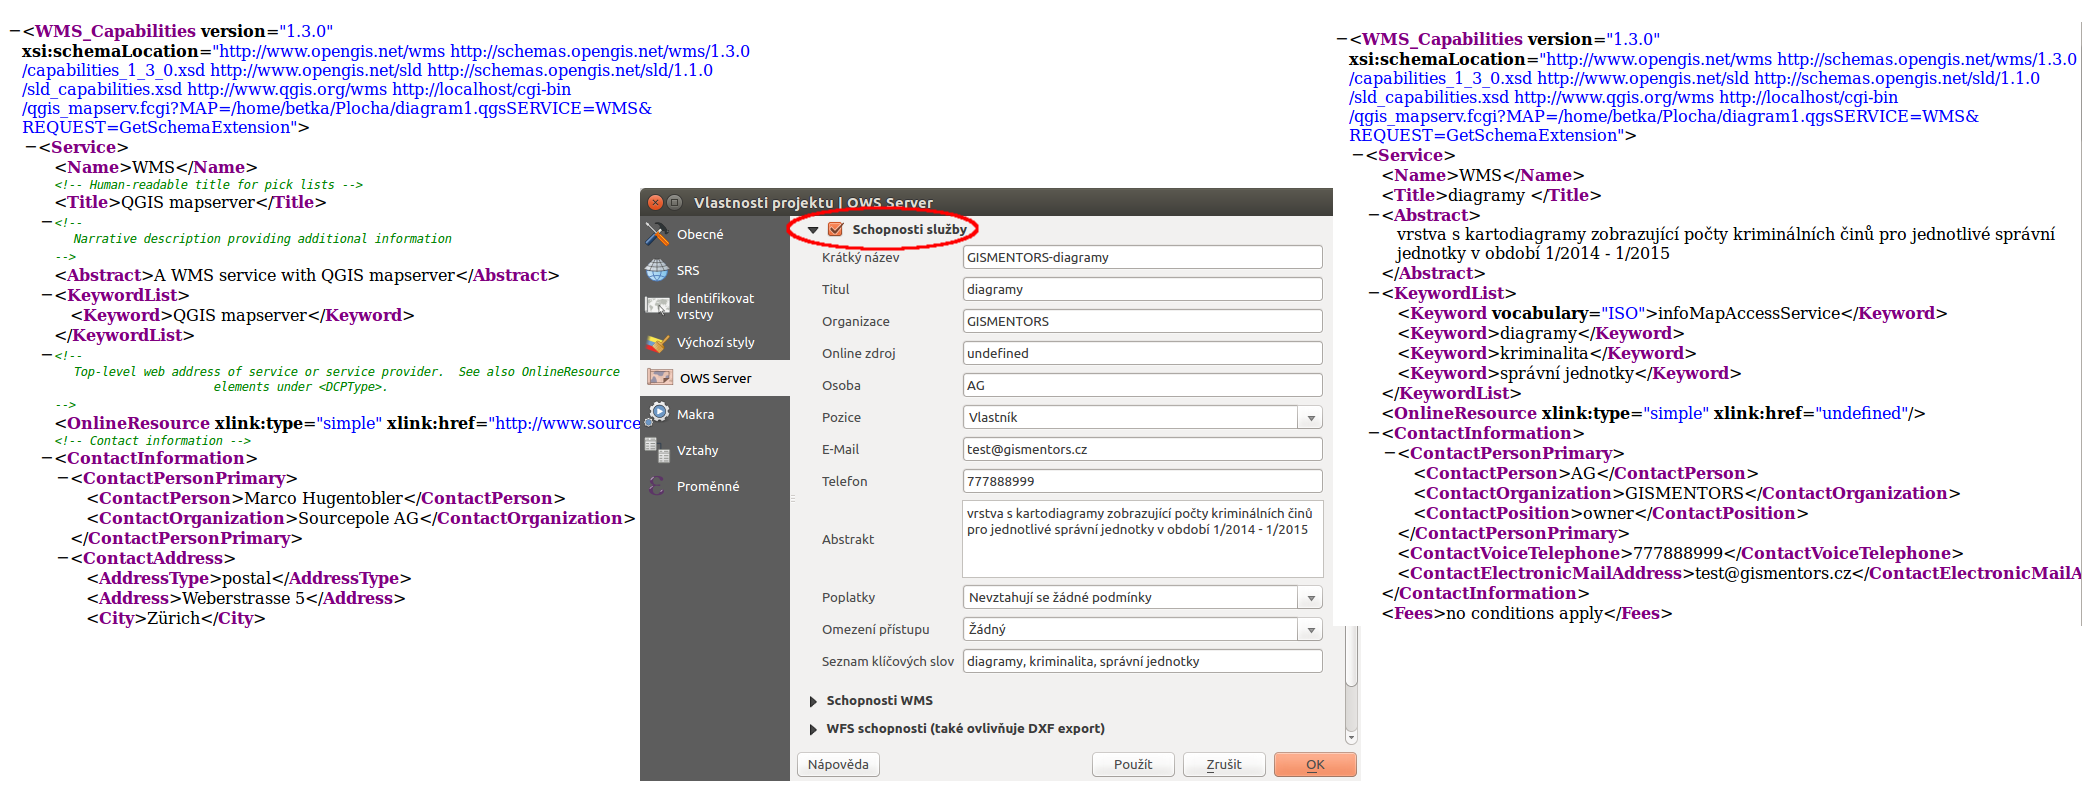 −<WMS_Capabilities version="1.3.0"
xsi:schemaLocation="http://www.opengis.net/wms http://schemas.opengis.net/wms/1.3.0
/capabilities_1_3_0.xsd http://www.opengis.net/sld http://schemas.opengis.net/sld/1.1.0
/sld_capabilities.xsd http://www.qgis.org/wms http://localhost/cgi-bin
/qgis_mapserv.fcgi?MAP=/home/betka/Plocha/diagram1.qgsSERVICE=WMS&
REQUEST=GetSchemaExtension">
−<Service>
<Name>WMS</Name>
<!-- Human-readable title for pick lists -->
<Title>QGIS mapserver</Title>
−<!--
Narrative description providing additional information
-->
<Abstract>A WMS service with QGIS mapserver</Abstract>
−<KeywordList>
<Keyword>QGIS mapserver</Keyword>
</KeywordList>
−<!--
Top-level web address of service or service provider. See also OnlineResource
elements under <DCPType>.
-->
<OnlineResource xlink:type="simple" xlink:href="http://www.source
<!-- Contact information -->
−<ContactInformation>
−<ContactPersonPrimary>
<ContactPerson>Marco Hugentobler</ContactPerson>
<ContactOrganization>Sourcepole AG</ContactOrganization>
</ContactPersonPrimary>
−<ContactAddress>
<AddressType>postal</AddressType>
<Address>Weberstrasse 5</Address>
<City>Zürich</City>
Vlastnosti projektu | OWS Server
Obecné
SRS
Identifikovat
vrstvy
Výchozí styly
OWS Server
Makra
Vztahy
Proměnné
Schopnosti služby
Krátký název GISMENTORS-diagramy
Titul diagramy
Organizace GISMENTORS
Online zdroj undefined
Osoba AG
Pozice Vlastník
E-Mail test@gismentors.cz
Telefon 777888999
Abstrakt vrstva s kartodiagramy zobrazující počty kriminálních činů
pro jednotlivé správní jednotky v období 1/2014 - 1/2015
Poplatky Nevztahují se žádné podmínky
Omezení přístupu Žádný
Seznam klíčových slov diagramy, kriminalita, správní jednotky
Schopnosti WMS
WFS schopnosti (také ovlivňuje DXF export)
Nápověda Použít Zrušit OK
−<WMS_Capabilities version="1.3.0"
xsi:schemaLocation="http://www.opengis.net/wms http://schemas.opengis.net/wms/1.3.0
/capabilities_1_3_0.xsd http://www.opengis.net/sld http://schemas.opengis.net/sld/1.1.0
/sld_capabilities.xsd http://www.qgis.org/wms http://localhost/cgi-bin
/qgis_mapserv.fcgi?MAP=/home/betka/Plocha/diagram1.qgsSERVICE=WMS&
REQUEST=GetSchemaExtension">
−<Service>
<Name>WMS</Name>
<Title>diagramy </Title>
−<Abstract>
vrstva s kartodiagramy zobrazující počty kriminálních činů pro jednotlivé správní
jednotky v období 1/2014 - 1/2015
</Abstract>
−<KeywordList>
<Keyword vocabulary="ISO">infoMapAccessService</Keyword>
<Keyword>diagramy</Keyword>
<Keyword>kriminalita</Keyword>
<Keyword>správní jednotky</Keyword>
</KeywordList>
<OnlineResource xlink:type="simple" xlink:href="undefined"/>
−<ContactInformation>
−<ContactPersonPrimary>
<ContactPerson>AG</ContactPerson>
<ContactOrganization>GISMENTORS</ContactOrganization>
<ContactPosition>owner</ContactPosition>
</ContactPersonPrimary>
<ContactVoiceTelephone>777888999</ContactVoiceTelephone>
<ContactElectronicMailAddress>test@gismentors.cz</ContactElectronicMailA
</ContactInformation>
<Fees>no conditions apply</Fees>